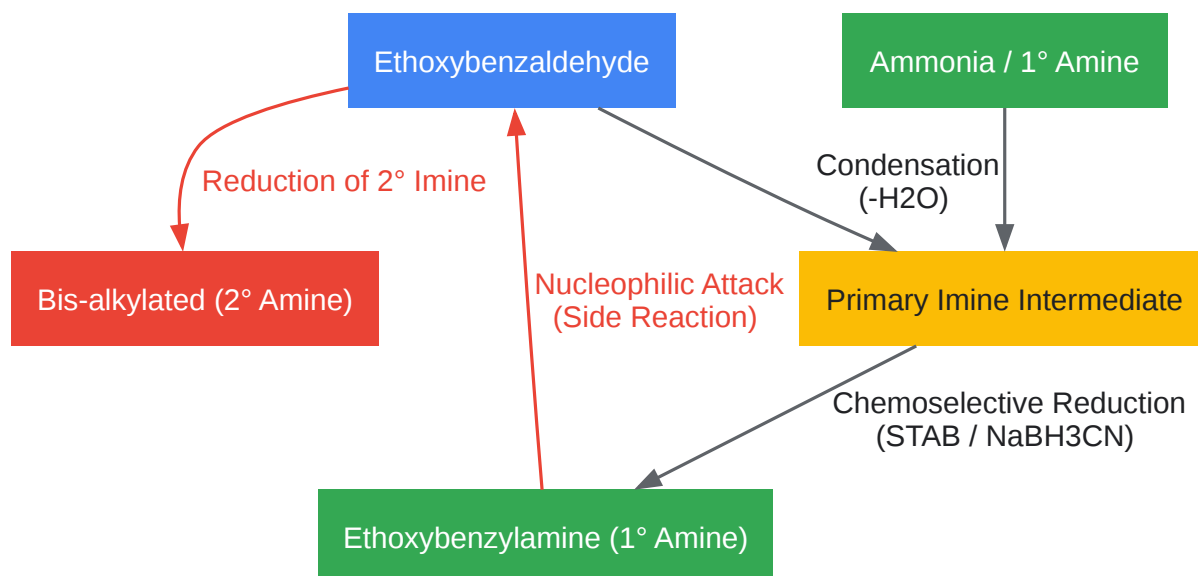 Ethoxybenzaldehyde
Ammonia / 1° Amine
Condensation
(-H2O)
Reduction of 2° Imine
Nucleophilic Attack
(Side Reaction)
Bis-alkylated (2° Amine)
Primary Imine Intermediate
Chemoselective Reduction
(STAB / NaBH3CN)
Ethoxybenzylamine (1° Amine)